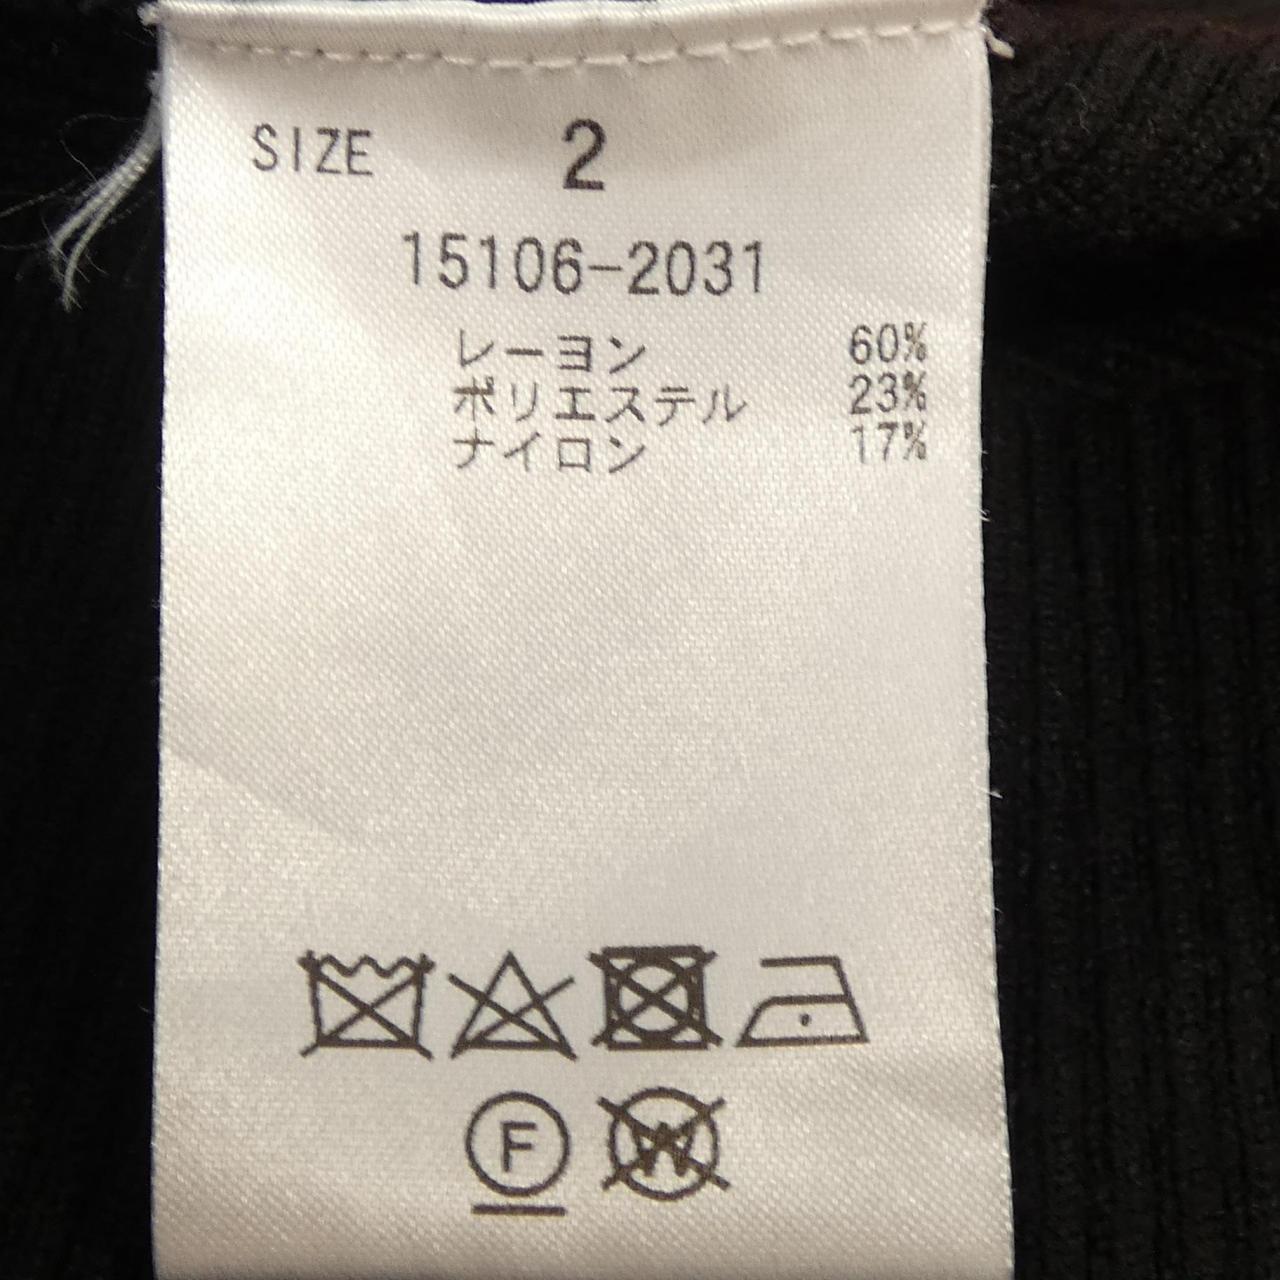 SIZE 2
15106-2031
レーヨン 60%
ポリエステル 23%
ナイロン 17%
F W